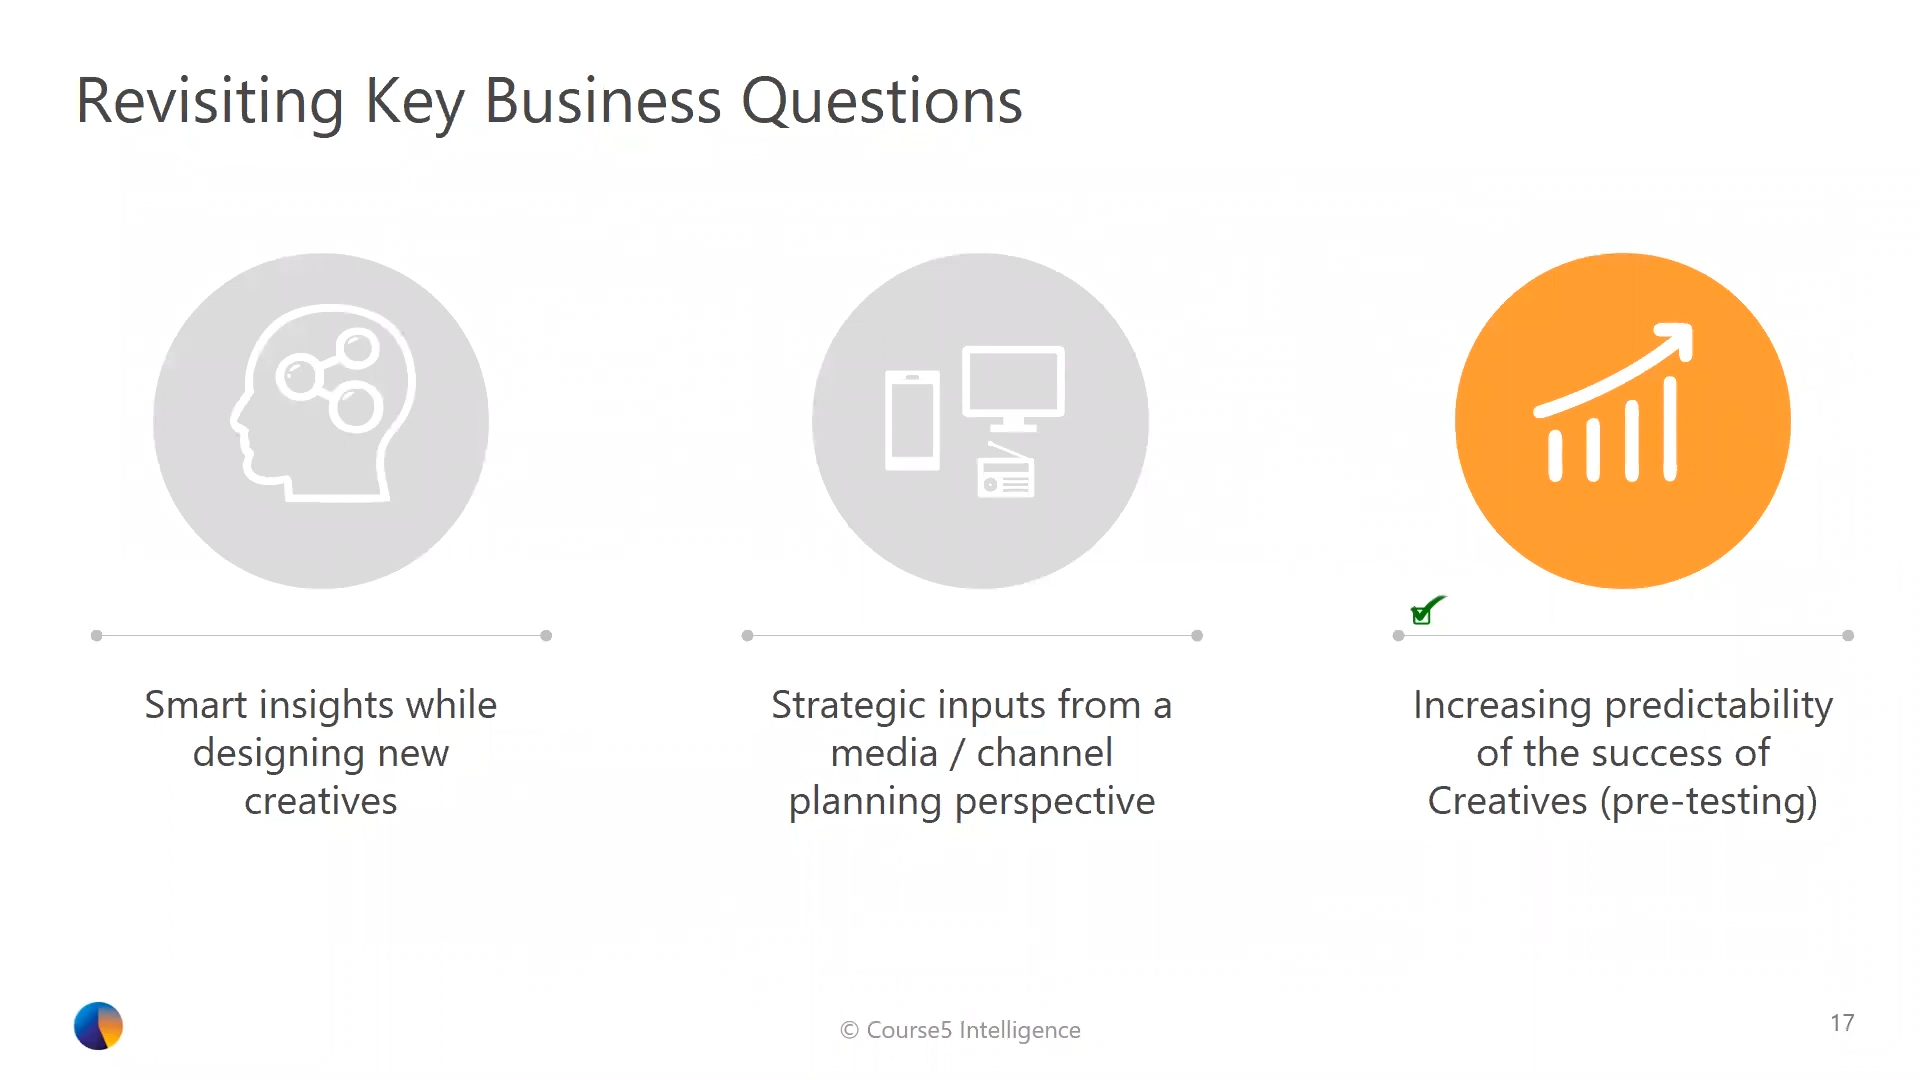 Revisiting Key Business Questions
Smart insights while
designing new
creatives
Strategic inputs from a
media / channel
planning perspective
Increasing predictability
of the success of
Creatives (pre-testing)
© Course5 Intelligence
17